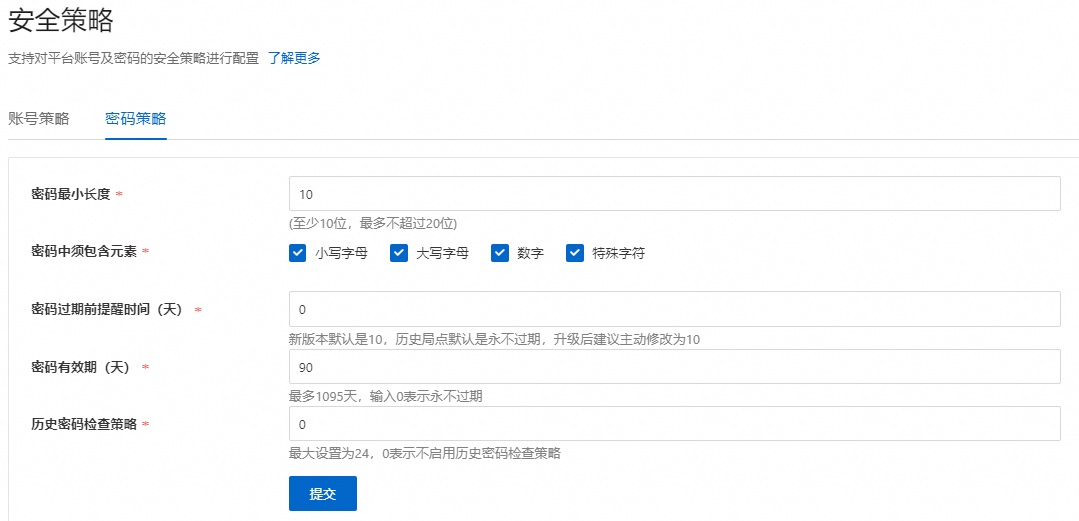 安全策略
支持对平台账号及密码的安全策略进行配置 了解更多
账号策略 密码策略
密码最小长度 * 10
(至少10位，最多不超过20位)
密码中须包含元素 * 小写字母 大写字母 数字 特殊字符
密码过期前提醒时间（天） * 0
新版本默认是10，历史局点默认是永不过期，升级后建议主动修改为10
密码有效期（天） * 90
最多1095天，输入0表示永不过期
历史密码检查策略 * 0
最大设置为24，0表示不启用历史密码检查策略
提交